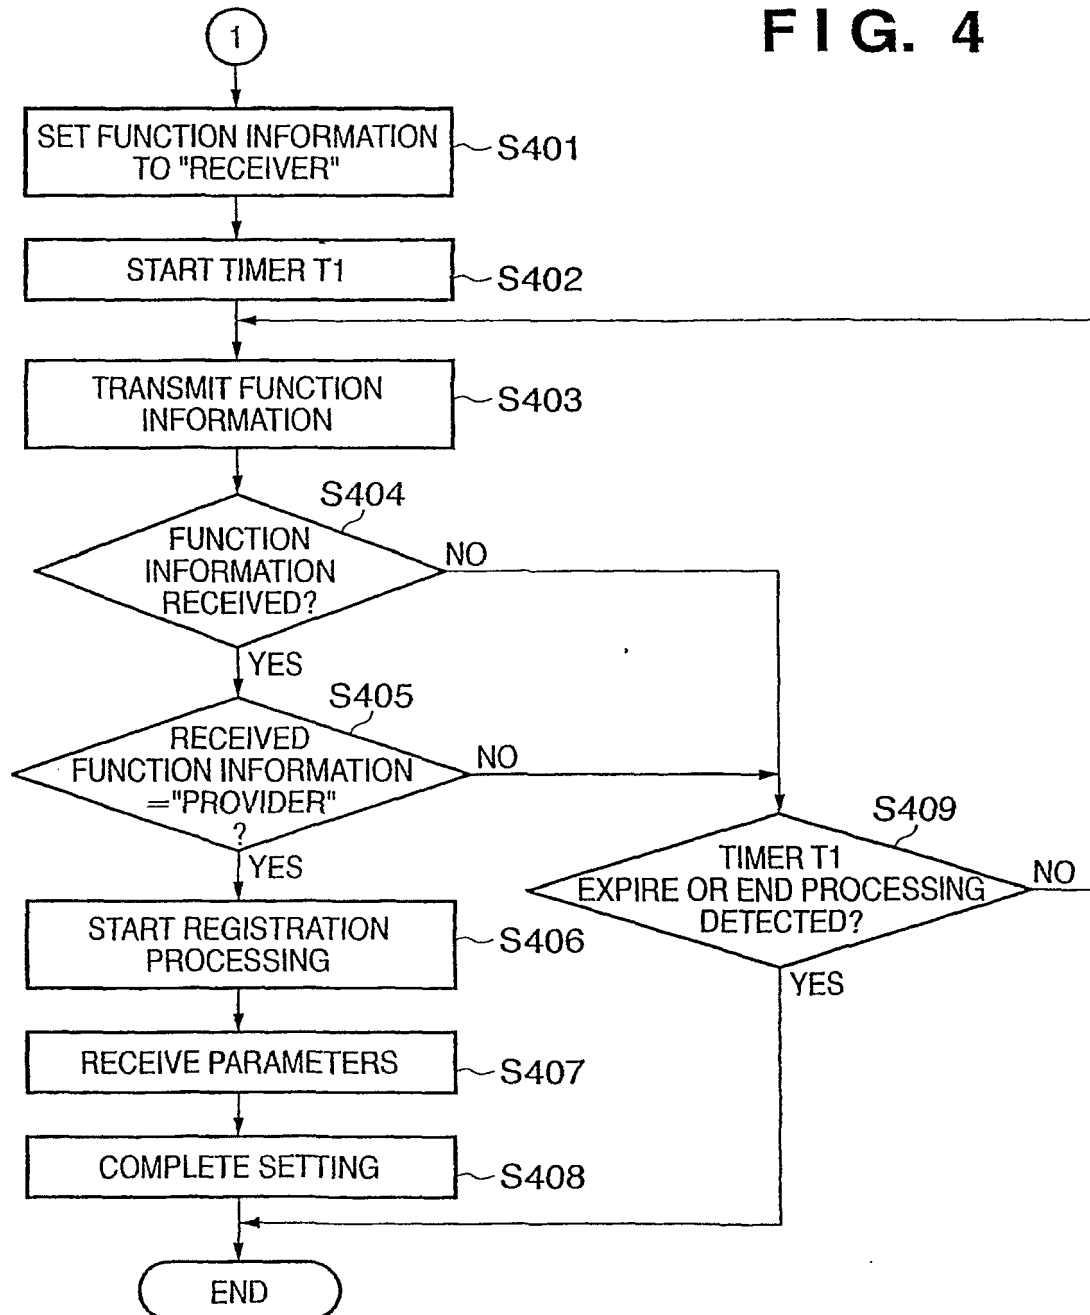 FIG. 4
1
SET FUNCTION INFORMATION
TO "RECEIVER"
S401
START TIMER T1
S402
TRANSMIT FUNCTION
INFORMATION
S403
S404
FUNCTION
INFORMATION
RECEIVED?
NO
YES
S405
RECEIVED
FUNCTION INFORMATION
="PROVIDER"
?
NO
YES
S409
TIMER T1
EXPIRE OR END PROCESSING
DETECTED?
NO
YES
START REGISTRATION
PROCESSING
S406
RECEIVE PARAMETERS
S407
COMPLETE SETTING
S408
END